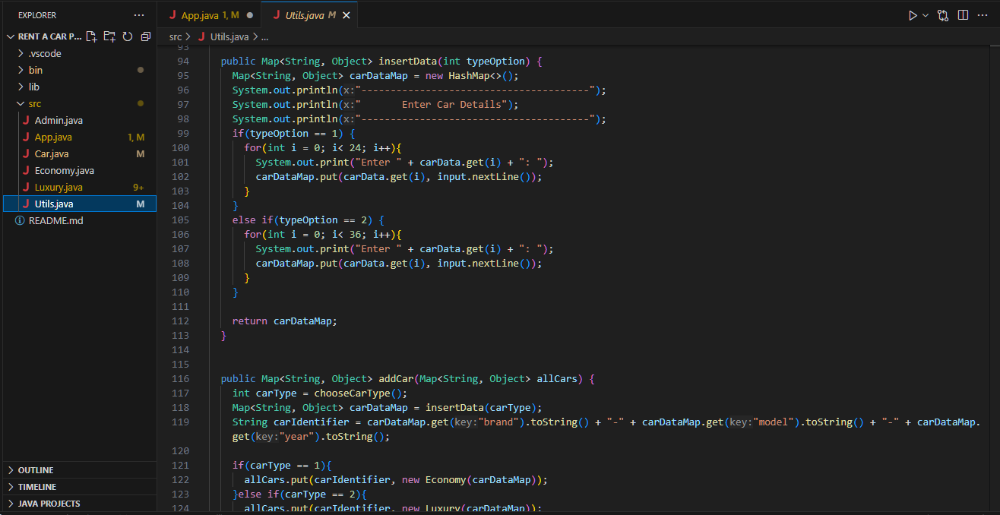 EXPLORER ...
App.java 1, M
Utils.java M
RENT A CAR P...
src > Utils.java > ...
.vscode
bin
lib
src
Admin.java
App.java 1, M
Car.java M
Economy.java
Luxury.java 9+
Utils.java M
README.md
OUTLINE
TIMELINE
JAVA PROJECTS
93
94 public Map<String, Object> insertData(int typeOption) {
95 Map<String, Object> carDataMap = new HashMap<>();
96 System.out.println(x:"---------------------------------------");
97 System.out.println(x:"       Enter Car Details");
98 System.out.println(x:"---------------------------------------");
99 if(typeOption == 1) {
100 for(int i = 0; i< 24; i++){
101 System.out.print("Enter " + carData.get(i) + ": ");
102 carDataMap.put(carData.get(i), input.nextLine());
103 }
104 }
105 else if(typeOption == 2) {
106 for(int i = 0; i< 36; i++){
107 System.out.print("Enter " + carData.get(i) + ": ");
108 carDataMap.put(carData.get(i), input.nextLine());
109 }
110 }
111
112 return carDataMap;
113 }
114
115
116 public Map<String, Object> addCar(Map<String, Object> allCars) {
117 int carType = chooseCarType();
118 Map<String, Object> carDataMap = insertData(carType);
119 String carIdentifier = carDataMap.get(key:"brand").toString() + "-" + carDataMap.get(key:"model").toString() + "-" + carDataMap.
get(key:"year").toString();
120
121 if(carType == 1){
122 allCars.put(carIdentifier, new Economy(carDataMap));
123 }else if(carType == 2){
124 allCars.put(carIdentifier, new Luxury(carDataMap));